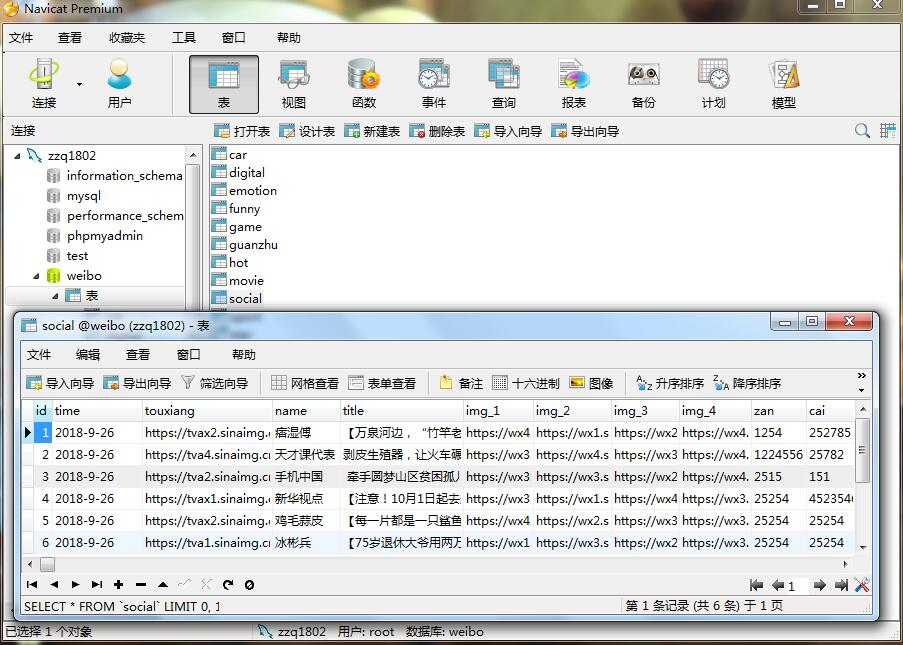 Navicat Premium
文件 查看 收藏夹 工具 窗口 帮助
连接 用户 表 视图 函数 事件 查询 报表 备份 计划 模型
连接 打开表 设计表 新建表 删除表 导入向导 导出向导
zzq1802
information_schema
mysql
performance_schem
phpmyadmin
test
weibo
表
car
digital
emotion
funny
game
guanzhu
hot
movie
social
social @weibo (zzq1802) - 表
文件 编辑 查看 窗口 帮助
导入向导 导出向导 筛选向导 网格查看 表单查看 备注 十六进制 图像 升序排序 降序排序
id time touxiang name title img_1 img_2 img_3 img_4 zan cai
1 2018-9-26 https://tvax2.sinaimg.c 痞湿傅 【万泉河边，“竹竿老 https://wx4 https://wx1.s https://wx2 https://wx4. 1254 252785
2 2018-9-26 https://tva4.sinaimg.cr 天才课代表 剥皮生殖器，让火车碾 https://wx3 https://wx1.s https://wx3 https://wx4. 1224556 25782
3 2018-9-26 https://tva2.sinaimg.cr 手机中国 牵手圆梦山区贫困孤儿 https://wx3 https://wx3.s https://wx2 https://wx4. 2515 151
4 2018-9-26 https://tvax1.sinaimg.c 新华视点 【注意！10月1日起去 https://wx3 https://wx1.s https://wx4 https://wx3. 25254 452354
5 2018-9-26 https://tvax2.sinaimg.c 鸡毛蒜皮 【每一片都是一只鲨鱼 https://wx4 https://wx2.s https://wx3 https://wx3. 25254 25254
6 2018-9-26 https://tva1.sinaimg.cr 冰彬兵 【75岁退休大爷用两万 https://wx1 https://wx3.s https://wx2 https://wx3. 25254 25254
1
SELECT * FROM `social` LIMIT 0, 1 第 1 条记录 (共 6 条) 于 1 页
已选择 1 个对象 zzq1802 用户: root 数据库: weibo